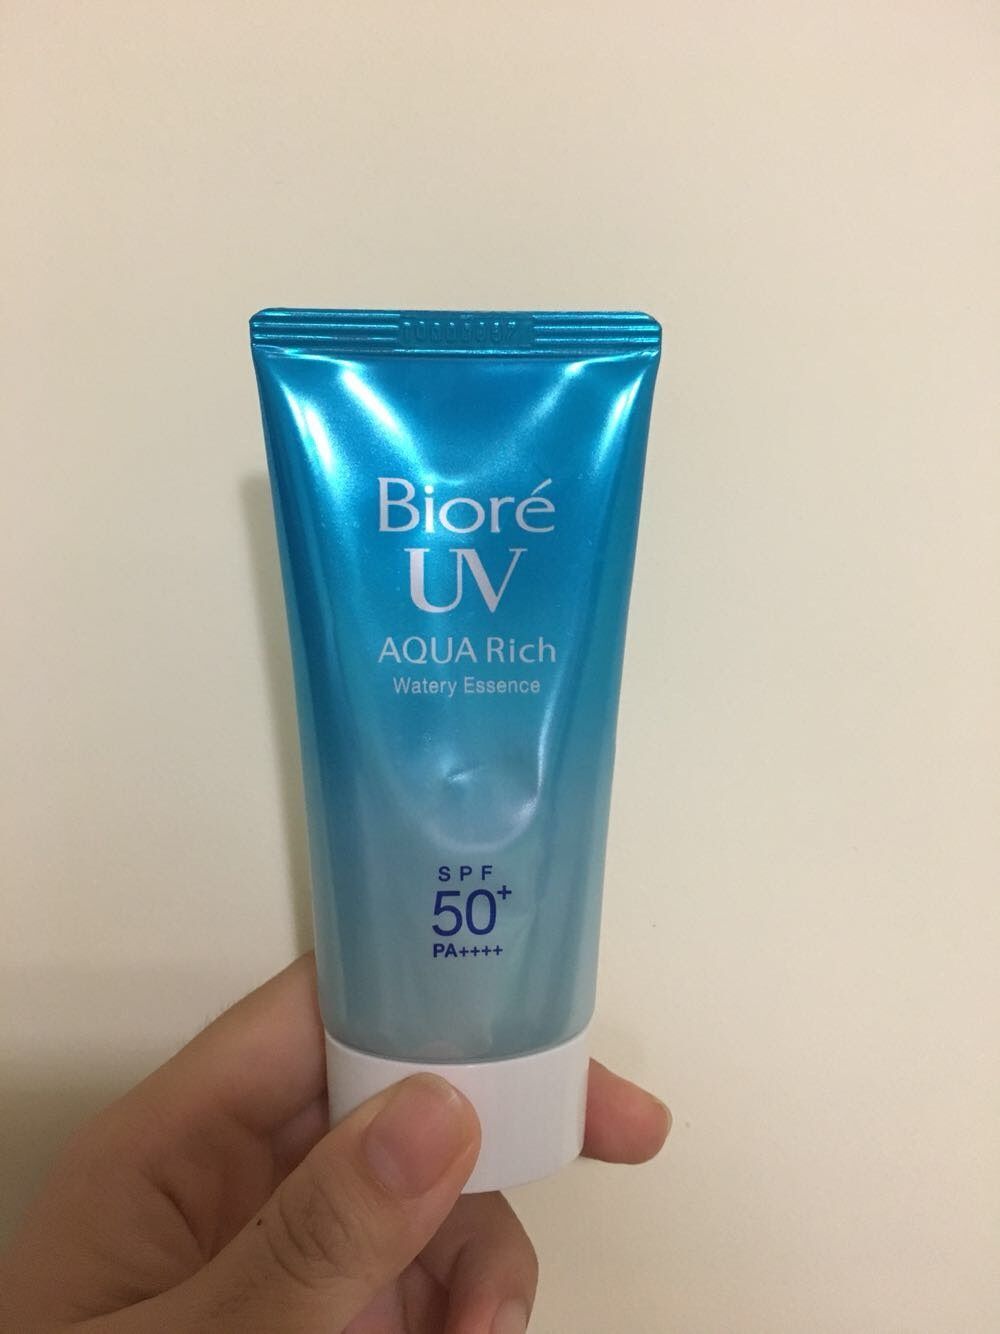 Bioré
UV
AQUA Rich
Watery Essence
SPF
50+
PA++++